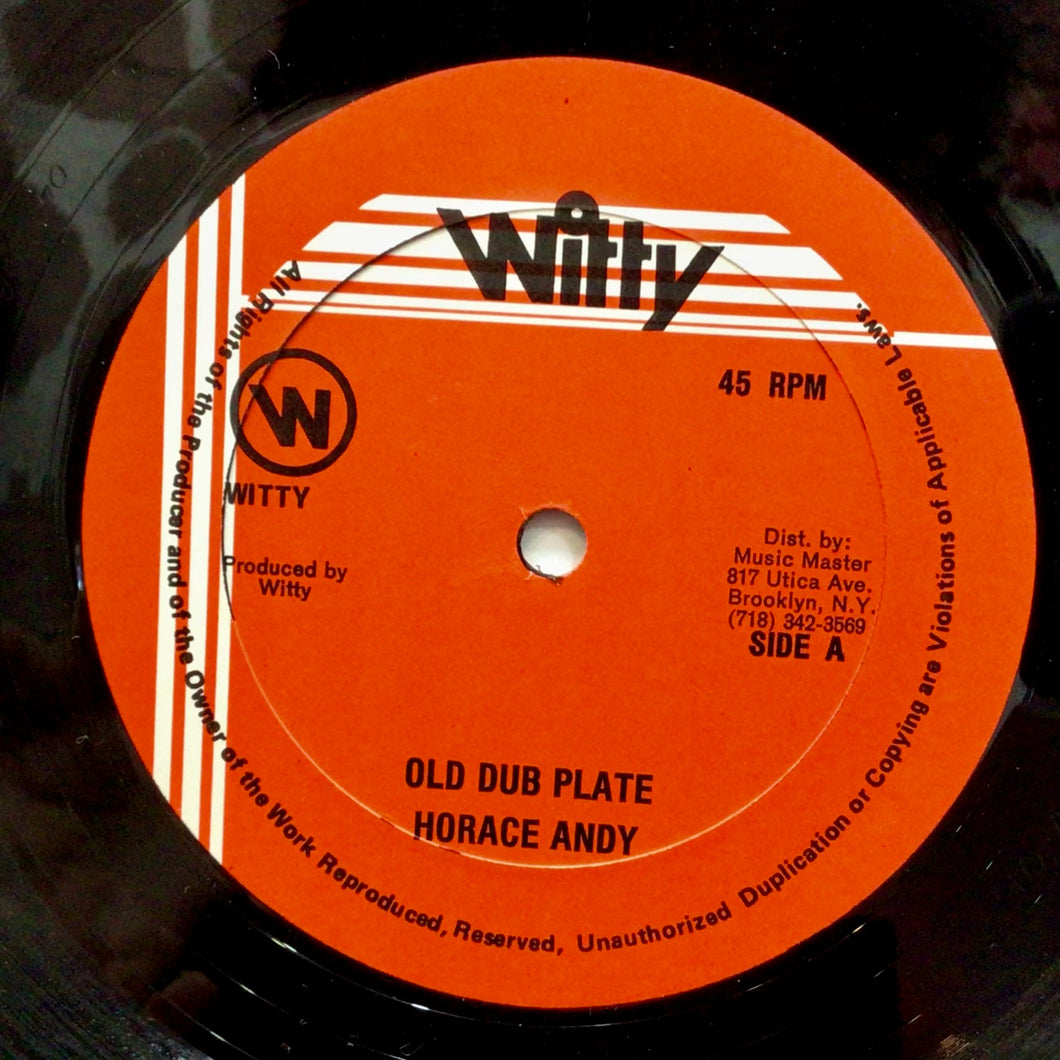 Witty
45 RPM
W
WITTY
Produced by
Witty
Dist. by:
Music Master
817 Utica Ave.
Brooklyn, N.Y.
(718) 342-3569
SIDE A
OLD DUB PLATE
HORACE ANDY
All Rights of the Producer and of the Owner of the Work Reproduced, Reserved, Unauthorized Duplication or Copying are Violations of Applicable Laws.